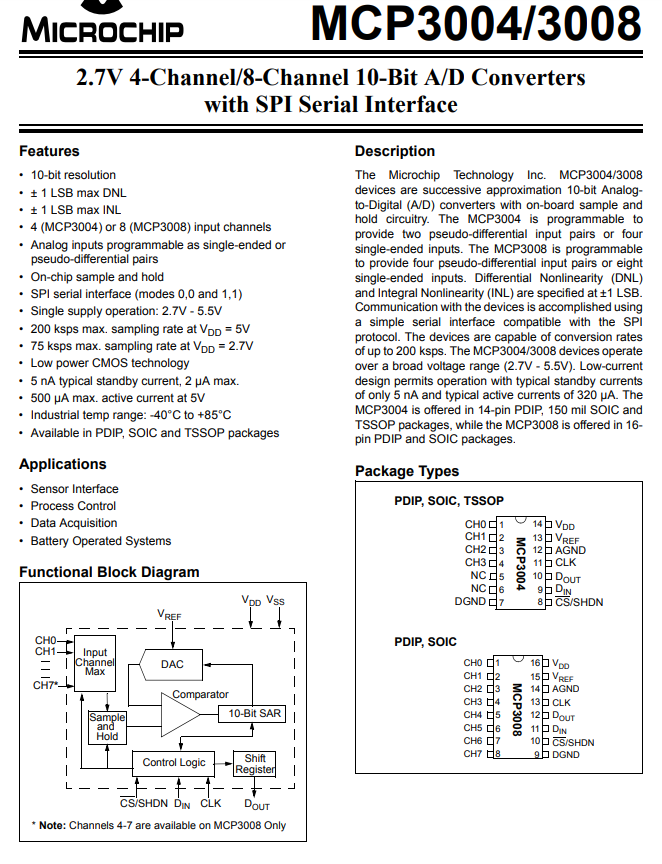 MICROCHIP
MCP3004/3008
2.7V 4-Channel/8-Channel 10-Bit A/D Converters
with SPI Serial Interface
Features
• 10-bit resolution
• ± 1 LSB max DNL
• ± 1 LSB max INL
• 4 (MCP3004) or 8 (MCP3008) input channels
• Analog inputs programmable as single-ended or
pseudo-differential pairs
• On-chip sample and hold
• SPI serial interface (modes 0,0 and 1,1)
• Single supply operation: 2.7V - 5.5V
• 200 ksps max. sampling rate at VDD = 5V
• 75 ksps max. sampling rate at VDD = 2.7V
• Low power CMOS technology
• 5 nA typical standby current, 2 µA max.
• 500 µA max. active current at 5V
• Industrial temp range: -40°C to +85°C
• Available in PDIP, SOIC and TSSOP packages
Applications
• Sensor Interface
• Process Control
• Data Acquisition
• Battery Operated Systems
Functional Block Diagram
VDD VSS
VREF
CH0
CH1
CH7*
Input
Channel
Max
DAC
Comparator
Sample
and
Hold
10-Bit SAR
Control Logic
Shift
Register
CS/SHDN DIN CLK DOUT
* Note: Channels 4-7 are available on MCP3008 Only
Description
The Microchip Technology Inc. MCP3004/3008
devices are successive approximation 10-bit Analog-
to-Digital (A/D) converters with on-board sample and
hold circuitry. The MCP3004 is programmable to
provide two pseudo-differential input pairs or four
single-ended inputs. The MCP3008 is programmable
to provide four pseudo-differential input pairs or eight
single-ended inputs. Differential Nonlinearity (DNL)
and Integral Nonlinearity (INL) are specified at ±1 LSB.
Communication with the devices is accomplished using
a simple serial interface compatible with the SPI
protocol. The devices are capable of conversion rates
of up to 200 ksps. The MCP3004/3008 devices operate
over a broad voltage range (2.7V - 5.5V). Low-current
design permits operation with typical standby currents
of only 5 nA and typical active currents of 320 µA. The
MCP3004 is offered in 14-pin PDIP, 150 mil SOIC and
TSSOP packages, while the MCP3008 is offered in 16-
pin PDIP and SOIC packages.
Package Types
PDIP, SOIC, TSSOP
CH0 1 14 VDD
CH1 2 13 VREF
CH2 3 12 AGND
CH3 4 11 CLK
NC 5 10 DOUT
NC 6 9 DIN
DGND 7 8 CS/SHDN
MCP3004
PDIP, SOIC
CH0 1 16 VDD
CH1 2 15 VREF
CH2 3 14 AGND
CH3 4 13 CLK
CH4 5 12 DOUT
CH5 6 11 DIN
CH6 7 10 CS/SHDN
CH7 8 9 DGND
MCP3008